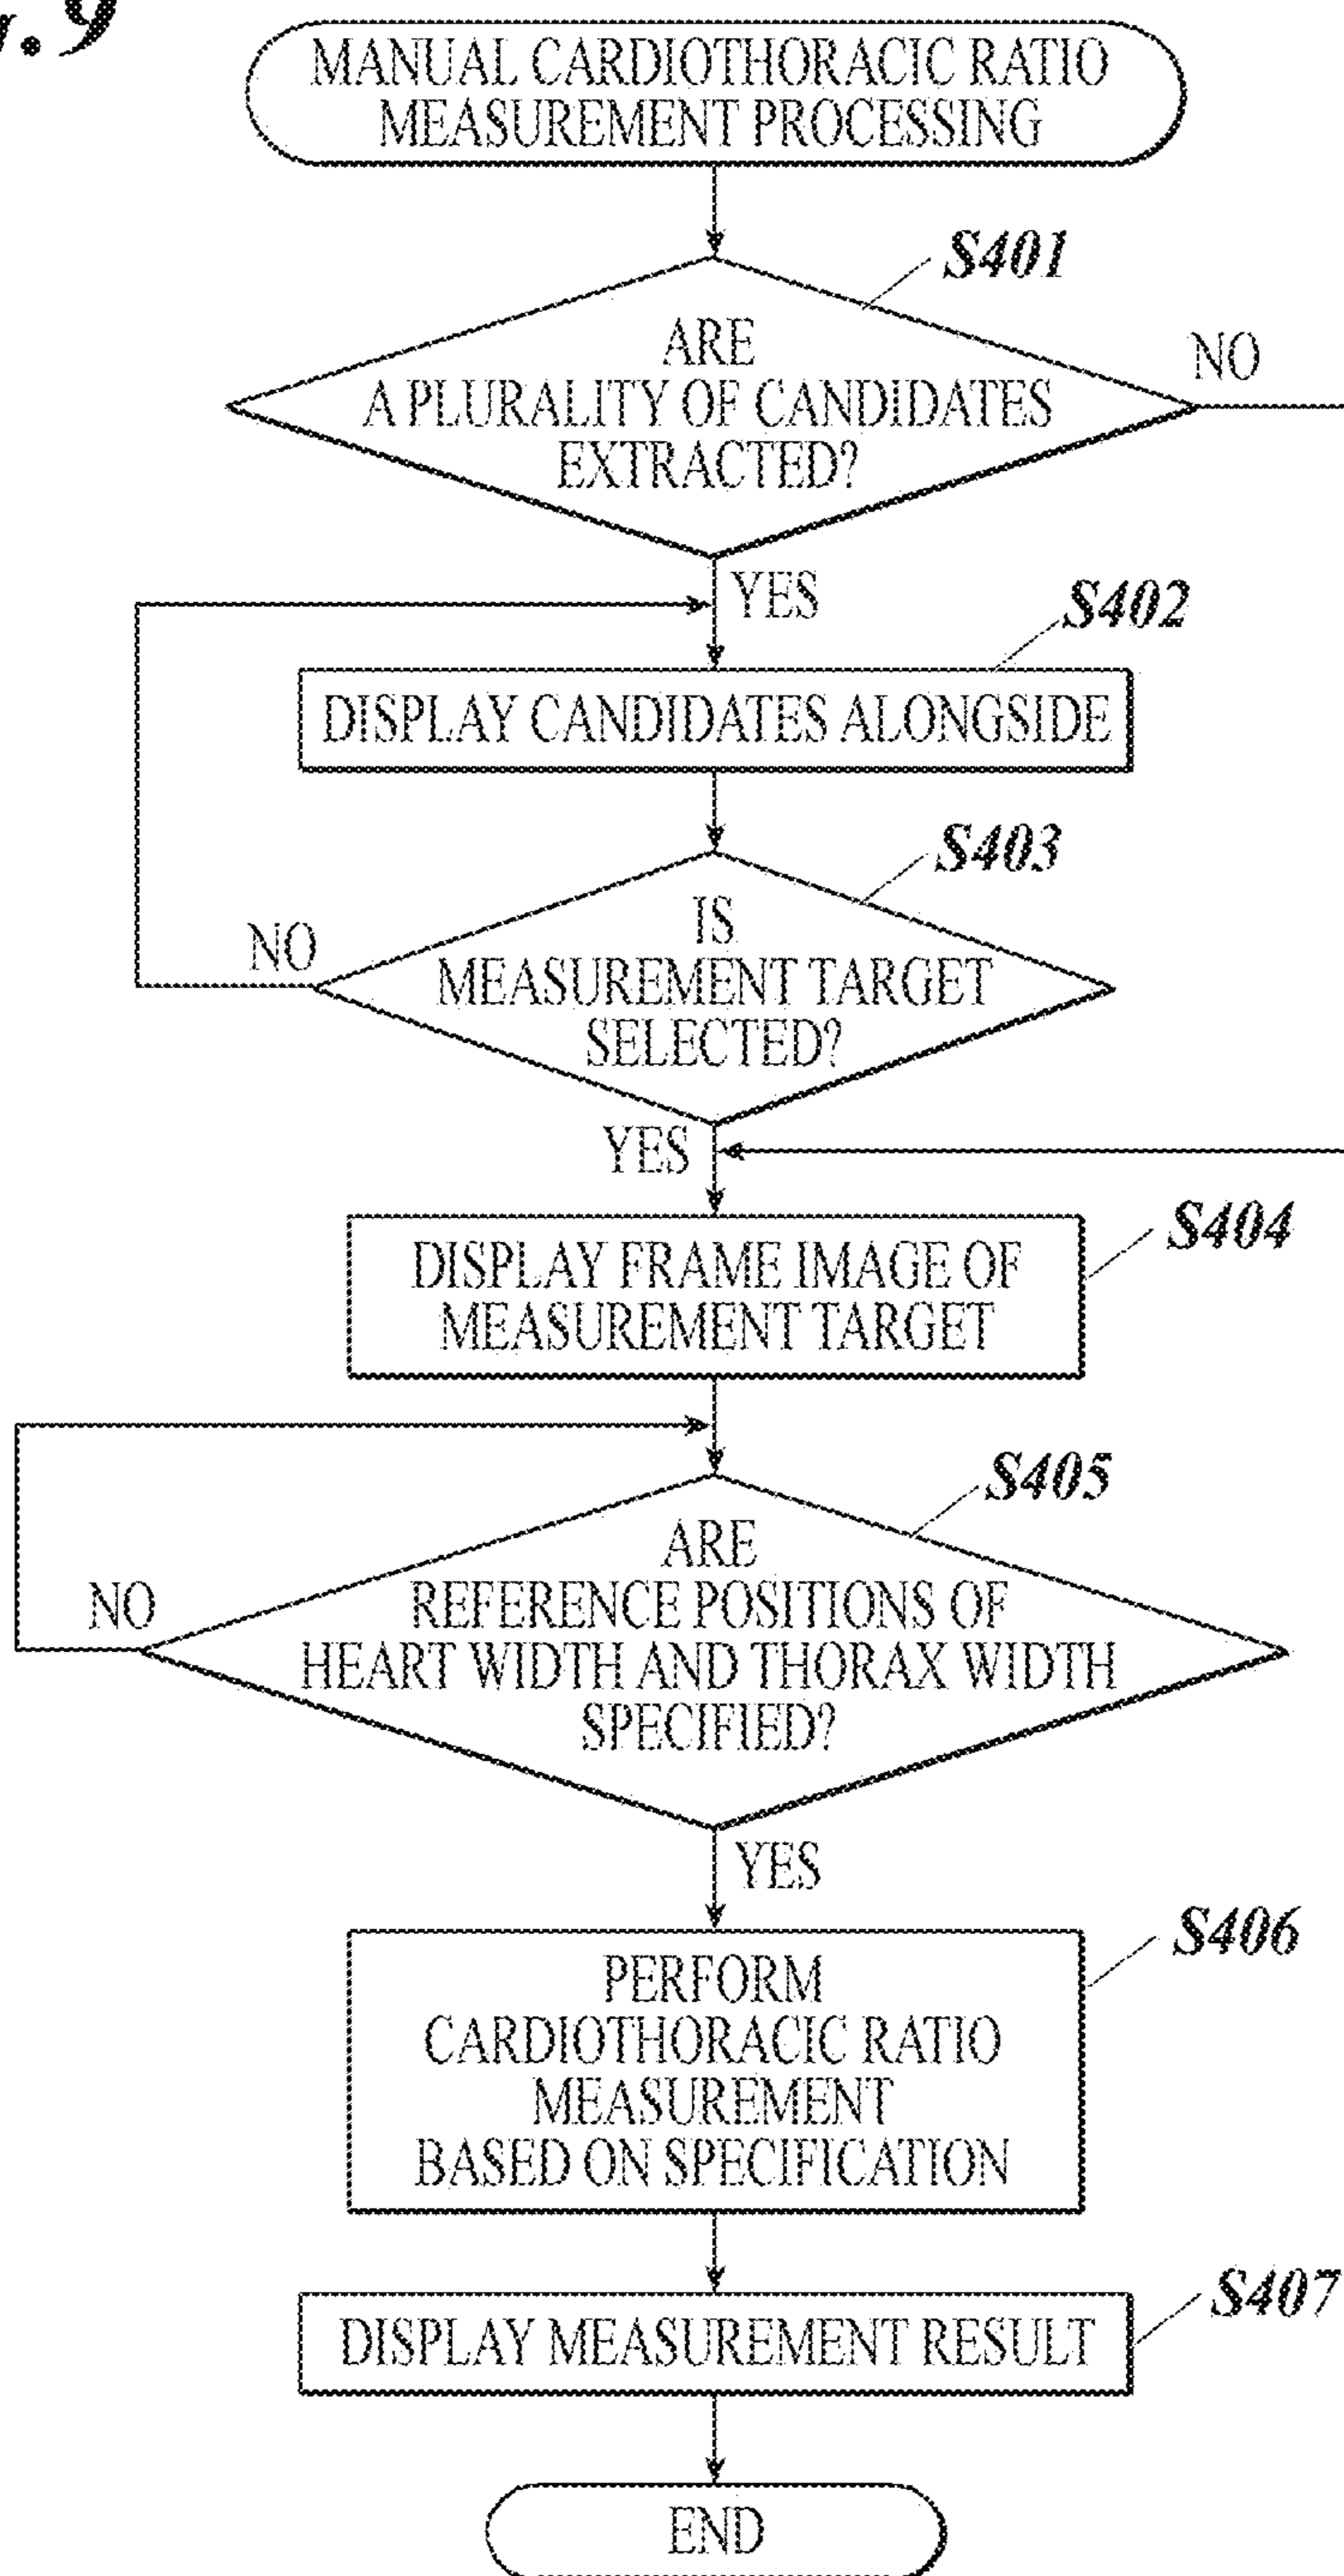 .9
MANUAL CARDIOTHORACIC RATIO
MEASUREMENT PROCESSING
S401
ARE
A PLURALITY OF CANDIDATES
EXTRACTED?
NO
YES
S402
DISPLAY CANDIDATES ALONGSIDE
S403
IS
MEASUREMENT TARGET
SELECTED?
NO
YES
S404
DISPLAY FRAME IMAGE OF
MEASUREMENT TARGET
S405
ARE
REFERENCE POSITIONS OF
HEART WIDTH AND THORAX WIDTH
SPECIFIED?
NO
YES
S406
PERFORM
CARDIOTHORACIC RATIO
MEASUREMENT
BASED ON SPECIFICATION
S407
DISPLAY MEASUREMENT RESULT
END